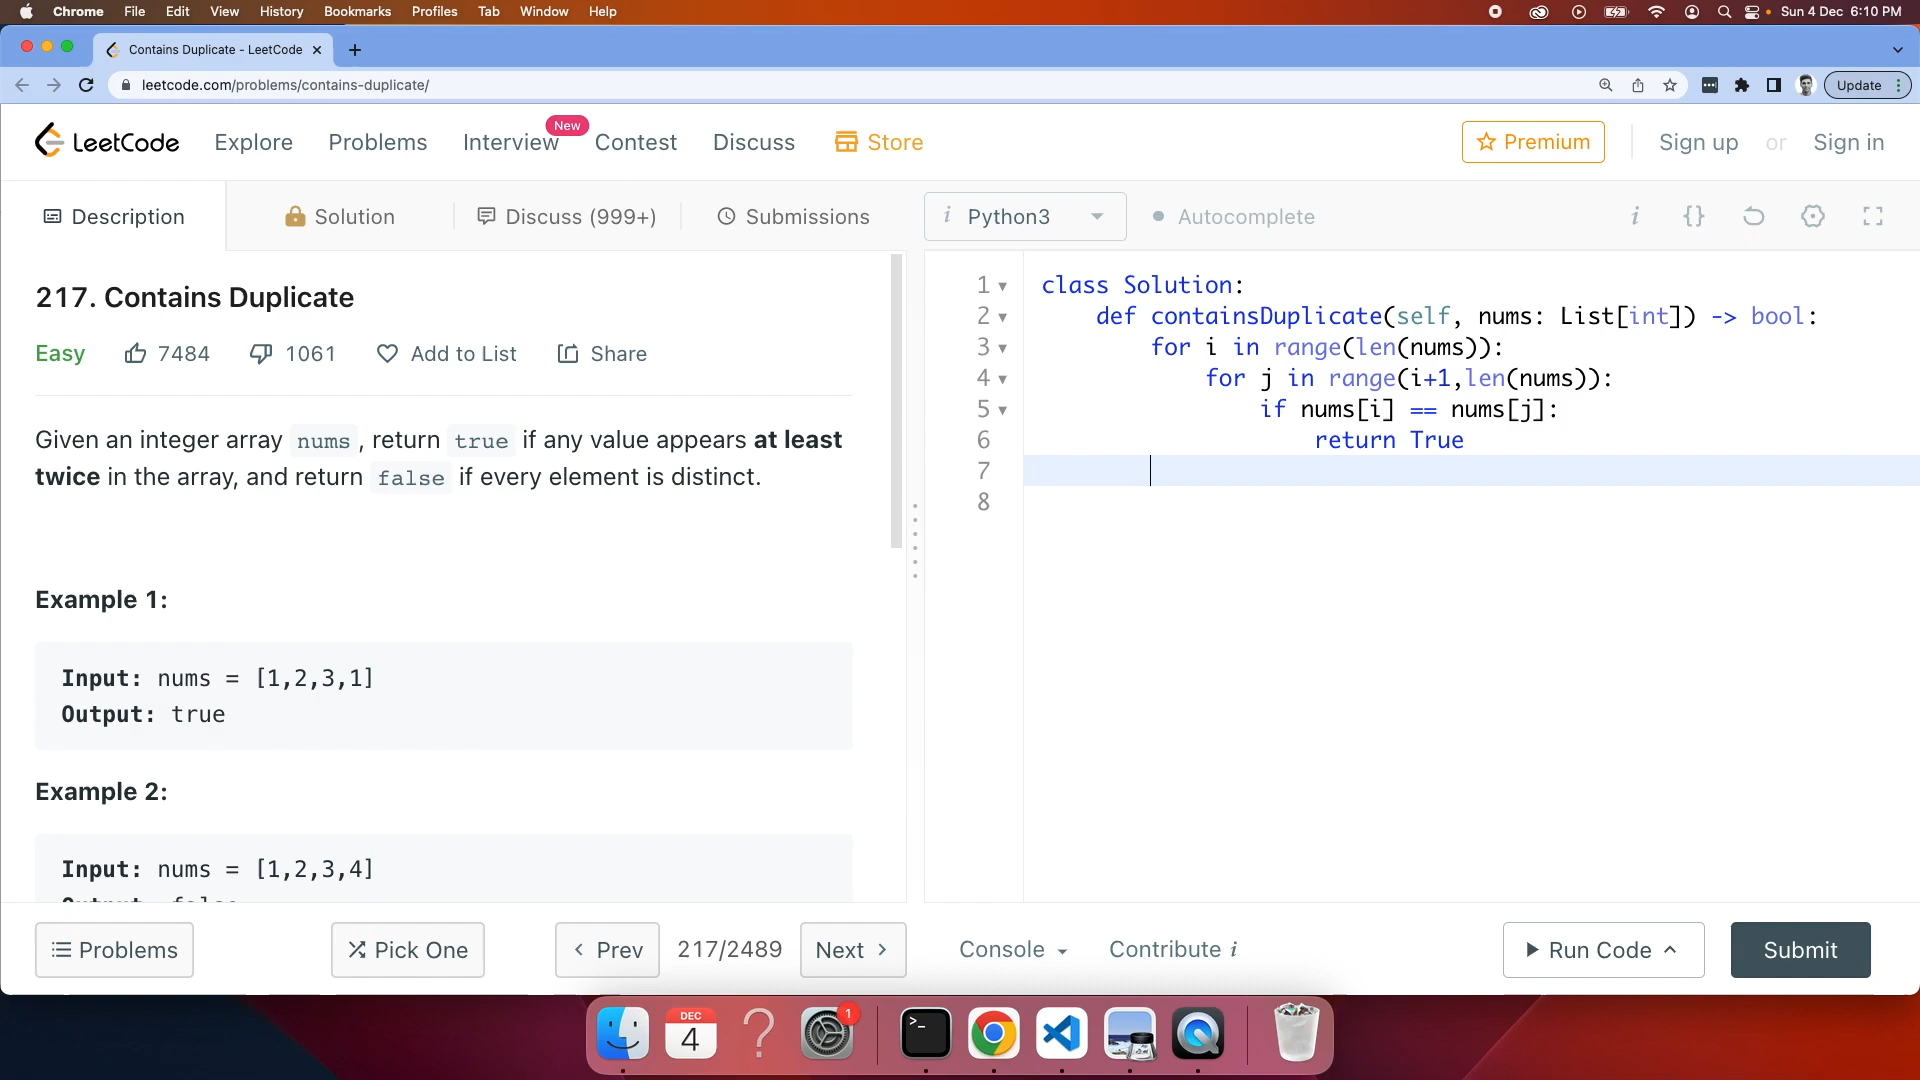 Chrome File Edit View History Bookmarks Profiles Tab Window Help Sun 4 Dec 6:10 PM
Contains Duplicate - LeetCode
leetcode.com/problems/contains-duplicate/ Update
LeetCode Explore Problems Interview New Contest Discuss Store Premium Sign up or Sign in
Description Solution Discuss (999+) Submissions i Python3 Autocomplete i {}
217. Contains Duplicate
Easy 7484 1061 Add to List Share
Given an integer array nums, return true if any value appears at least
twice in the array, and return false if every element is distinct.
Example 1:
Input: nums = [1,2,3,1]
Output: true
Example 2:
Input: nums = [1,2,3,4]
Output: false
1 class Solution:
2 def containsDuplicate(self, nums: List[int]) -> bool:
3 for i in range(len(nums)):
4 for j in range(i+1,len(nums)):
5 if nums[i] == nums[j]:
6 return True
7
8
Problems Pick One < Prev 217/2489 Next > Console Contribute i Run Code Submit
DEC
4
?
1
>_